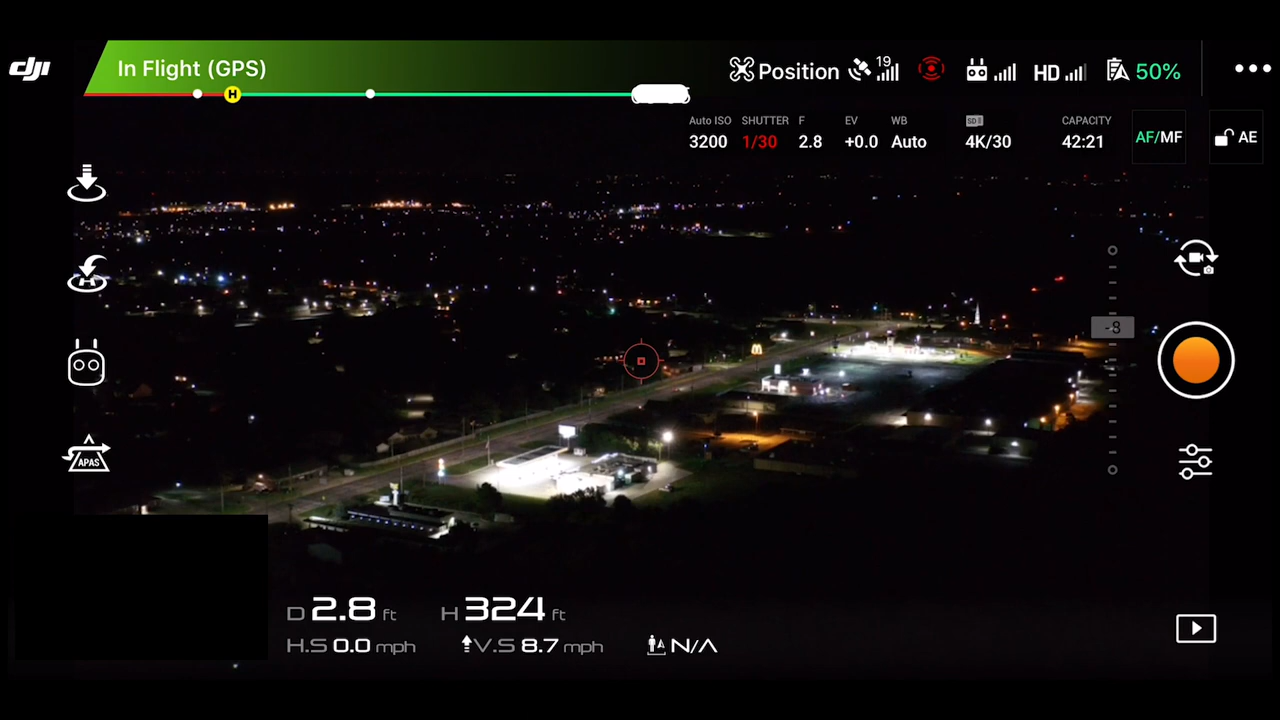 dji
In Flight (GPS)
Position
19
HD
50%
H
Auto ISO
3200
SHUTTER
1/30
F
2.8
EV
+0.0
WB
Auto
SD
4K/30
CAPACITY
42:21
AF/MF
AE
H
-8
APAS
D 2.8 ft
H 324 ft
H.S 0.0 mph
V.S 8.7 mph
N/A